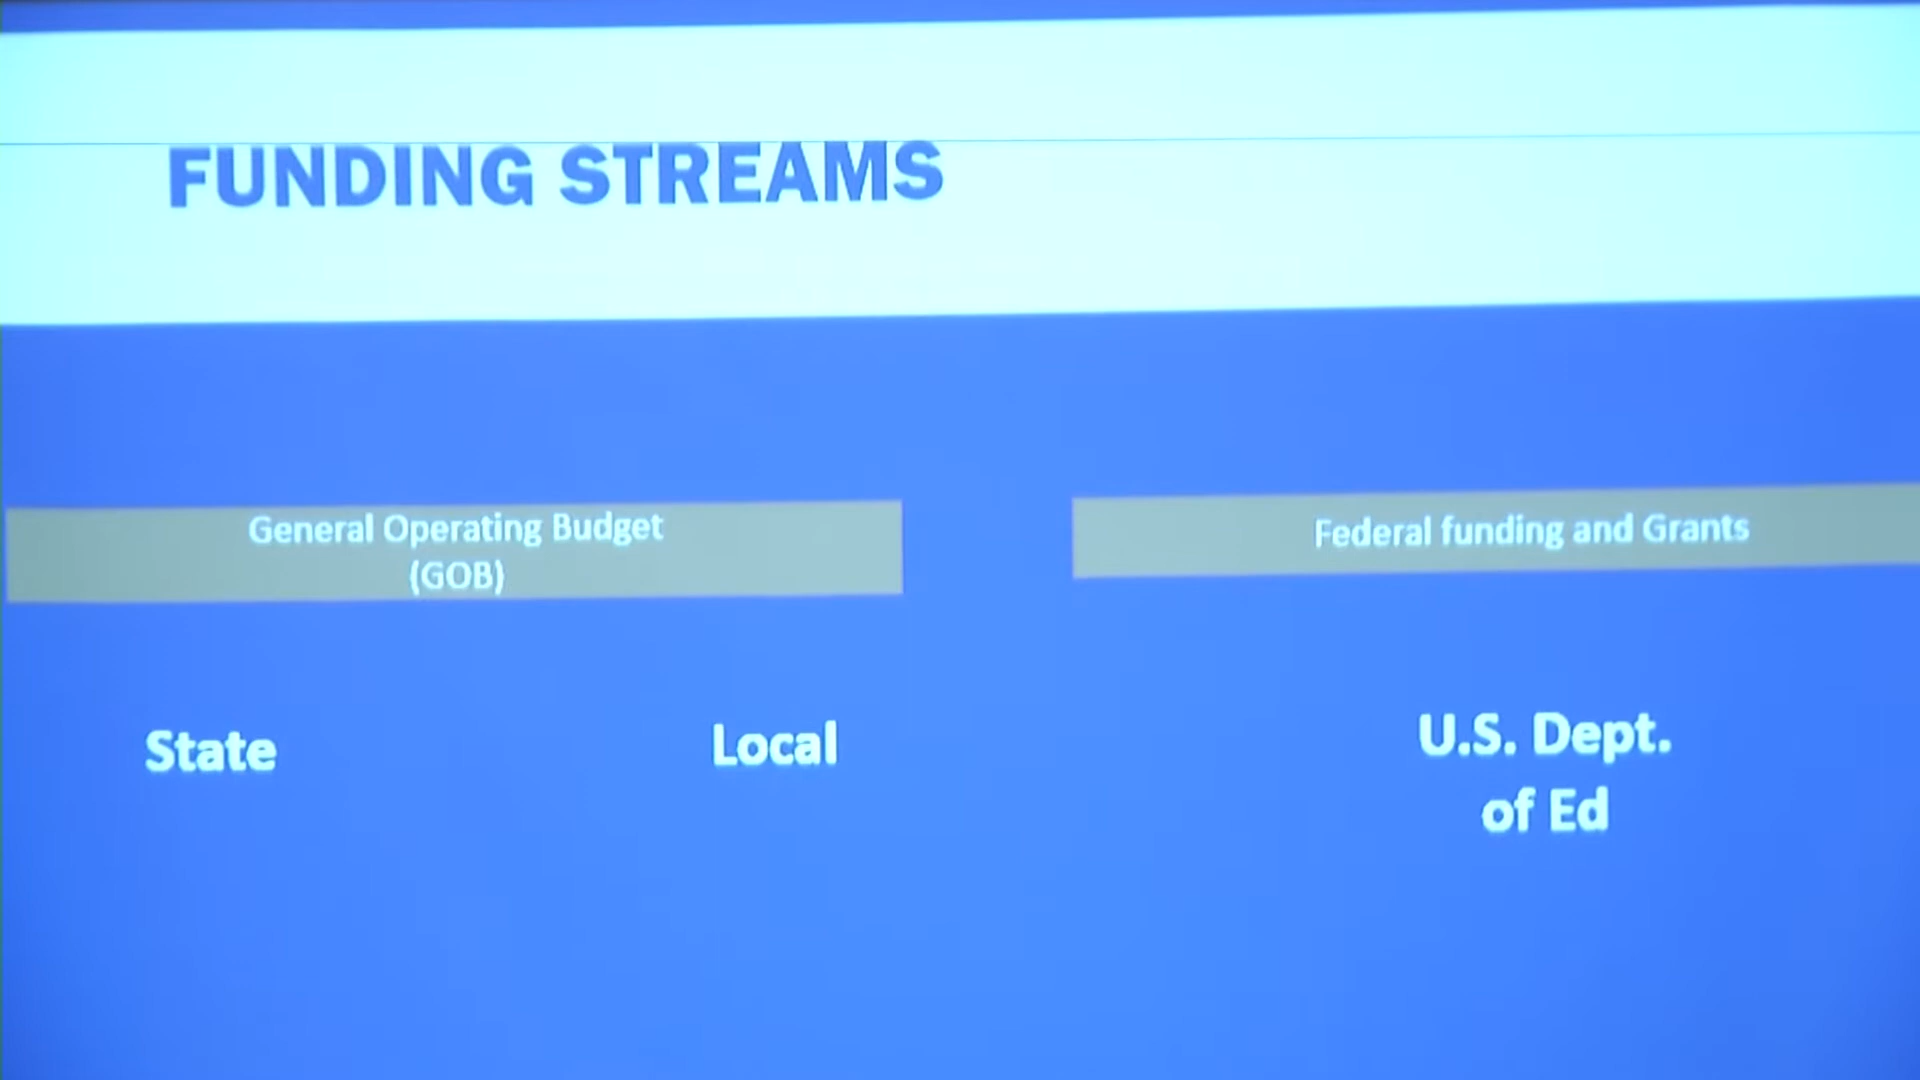 FUNDING STREAMS
General Operating Budget
(GOB)
Federal funding and Grants
State
Local
U.S. Dept.
of Ed